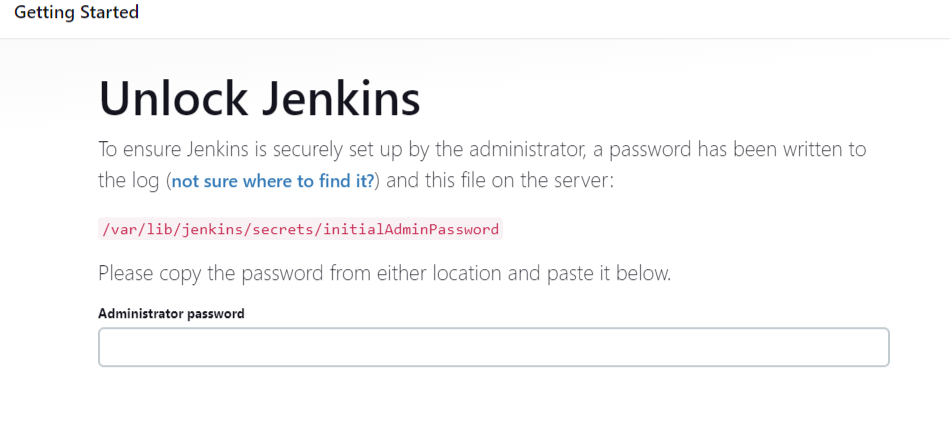 Getting Started
Unlock Jenkins
To ensure Jenkins is securely set up by the administrator, a password has been written to
the log (not sure where to find it?) and this file on the server:
/var/lib/jenkins/secrets/initialAdminPassword
Please copy the password from either location and paste it below.
Administrator password